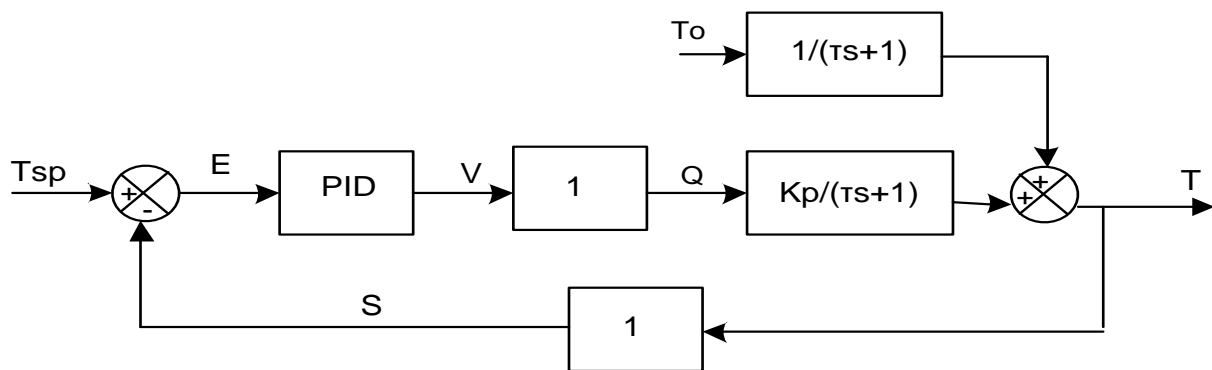 To
1/(τs+1)
Tsp
+
-
E
PID
V
1
Q
Kp/(τs+1)
+
+
T
S
1